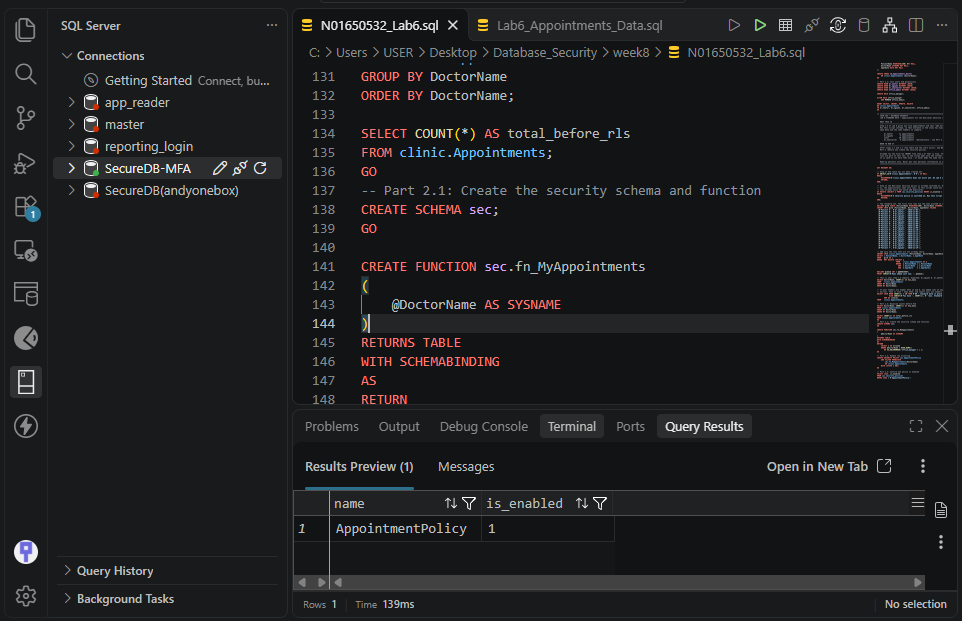 SQL Server
Connections
Getting Started Connect, bu...
app_reader
master
reporting_login
SecureDB-MFA
SecureDB(andyonebox)
1
Query History
Background Tasks
N01650532_Lab6.sql
Lab6_Appointments_Data.sql
C: > Users > USER > Desktop > Database_Security > week8 > N01650532_Lab6.sql
131 GROUP BY DoctorName
132 ORDER BY DoctorName;
133
134 SELECT COUNT(*) AS total_before_rls
135 FROM clinic.Appointments;
136 GO
137 -- Part 2.1: Create the security schema and function
138 CREATE SCHEMA sec;
139 GO
140
141 CREATE FUNCTION sec.fn_MyAppointments
142 (
143 @DoctorName AS SYSNAME
144 )
145 RETURNS TABLE
146 WITH SCHEMABINDING
147 AS
148 RETURN
Problems Output Debug Console Terminal Ports Query Results
Results Preview (1) Messages Open in New Tab
name is_enabled
1 AppointmentPolicy 1
Rows 1 Time 139ms No selection